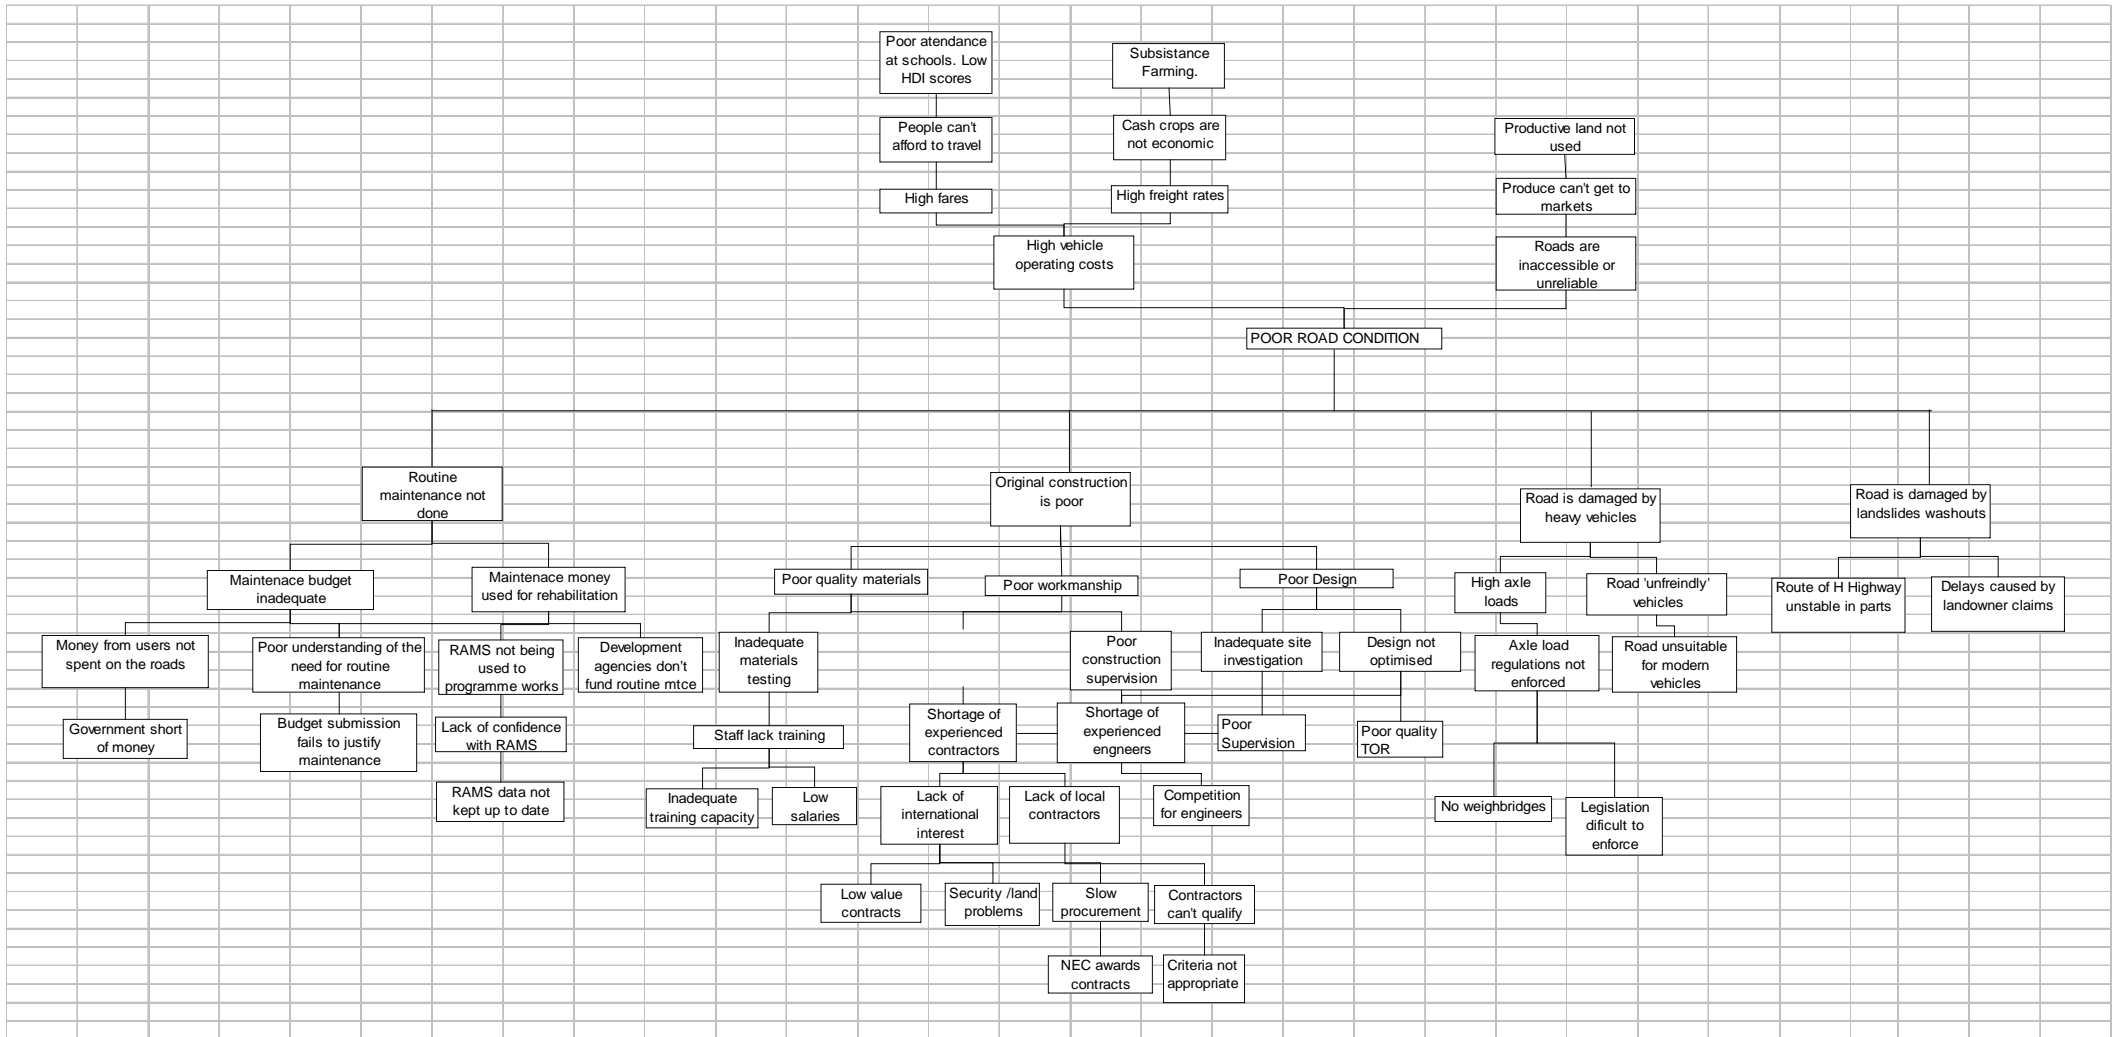 Poor atendance
at schools. Low
HDI scores
Subsistance
Farming.
People can't
afford to travel
Cash crops are
not economic
Productive land not
used
High fares
High freight rates
Produce can't get to
markets
High vehicle
operating costs
Roads are
inaccessible or
unreliable
POOR ROAD CONDITION
Routine
maintenance not
done
Original construction
is poor
Road is damaged by
heavy vehicles
Road is damaged by
landslides washouts
Maintenace budget
inadequate
Maintenace money
used for rehabilitation
Poor quality materials
Poor workmanship
Poor Design
High axle
loads
Road 'unfreindly'
vehicles
Route of H Highway
unstable in parts
Delays caused by
landowner claims
Money from users not
spent on the roads
Poor understanding of the
need for routine
maintenance
RAMS not being
used to
programme works
Development
agencies don't
fund routine mtce
Inadequate
materials
testing
Poor
construction
supervision
Inadequate site
investigation
Design not
optimised
Axle load
regulations not
enforced
Road unsuitable
for modern
vehicles
Government short
of money
Budget submission
fails to justify
maintenance
Lack of confidence
with RAMS
Staff lack training
Shortage of
experienced
contractors
Shortage of
experienced
engneers
Poor
Supervision
Poor quality
TOR
RAMS data not
kept up to date
Inadequate
training capacity
Low
salaries
Lack of
international
interest
Lack of local
contractors
Competition
for engineers
No weighbridges
Legislation
dificult to
enforce
Low value
contracts
Security /land
problems
Slow
procurement
Contractors
can't qualify
NEC awards
contracts
Criteria not
appropriate